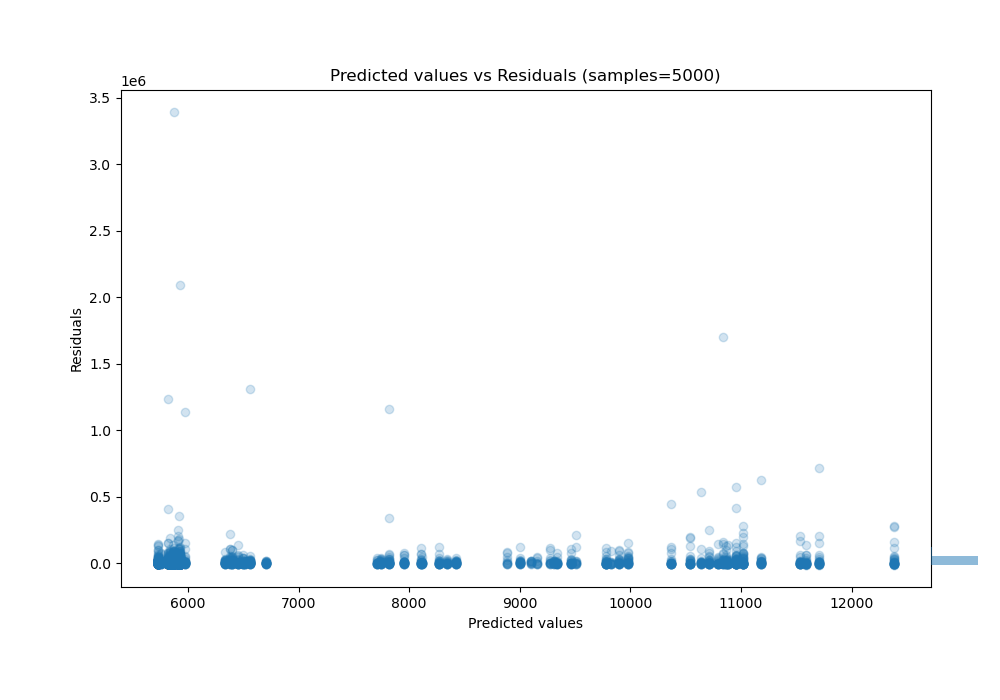 Predicted values vs Residuals (samples=5000)
1e6
3.5
3.0
2.5
2.0
1.5
1.0
0.5
0.0
Residuals
6000 7000 8000 9000 10000 11000 12000
Predicted values